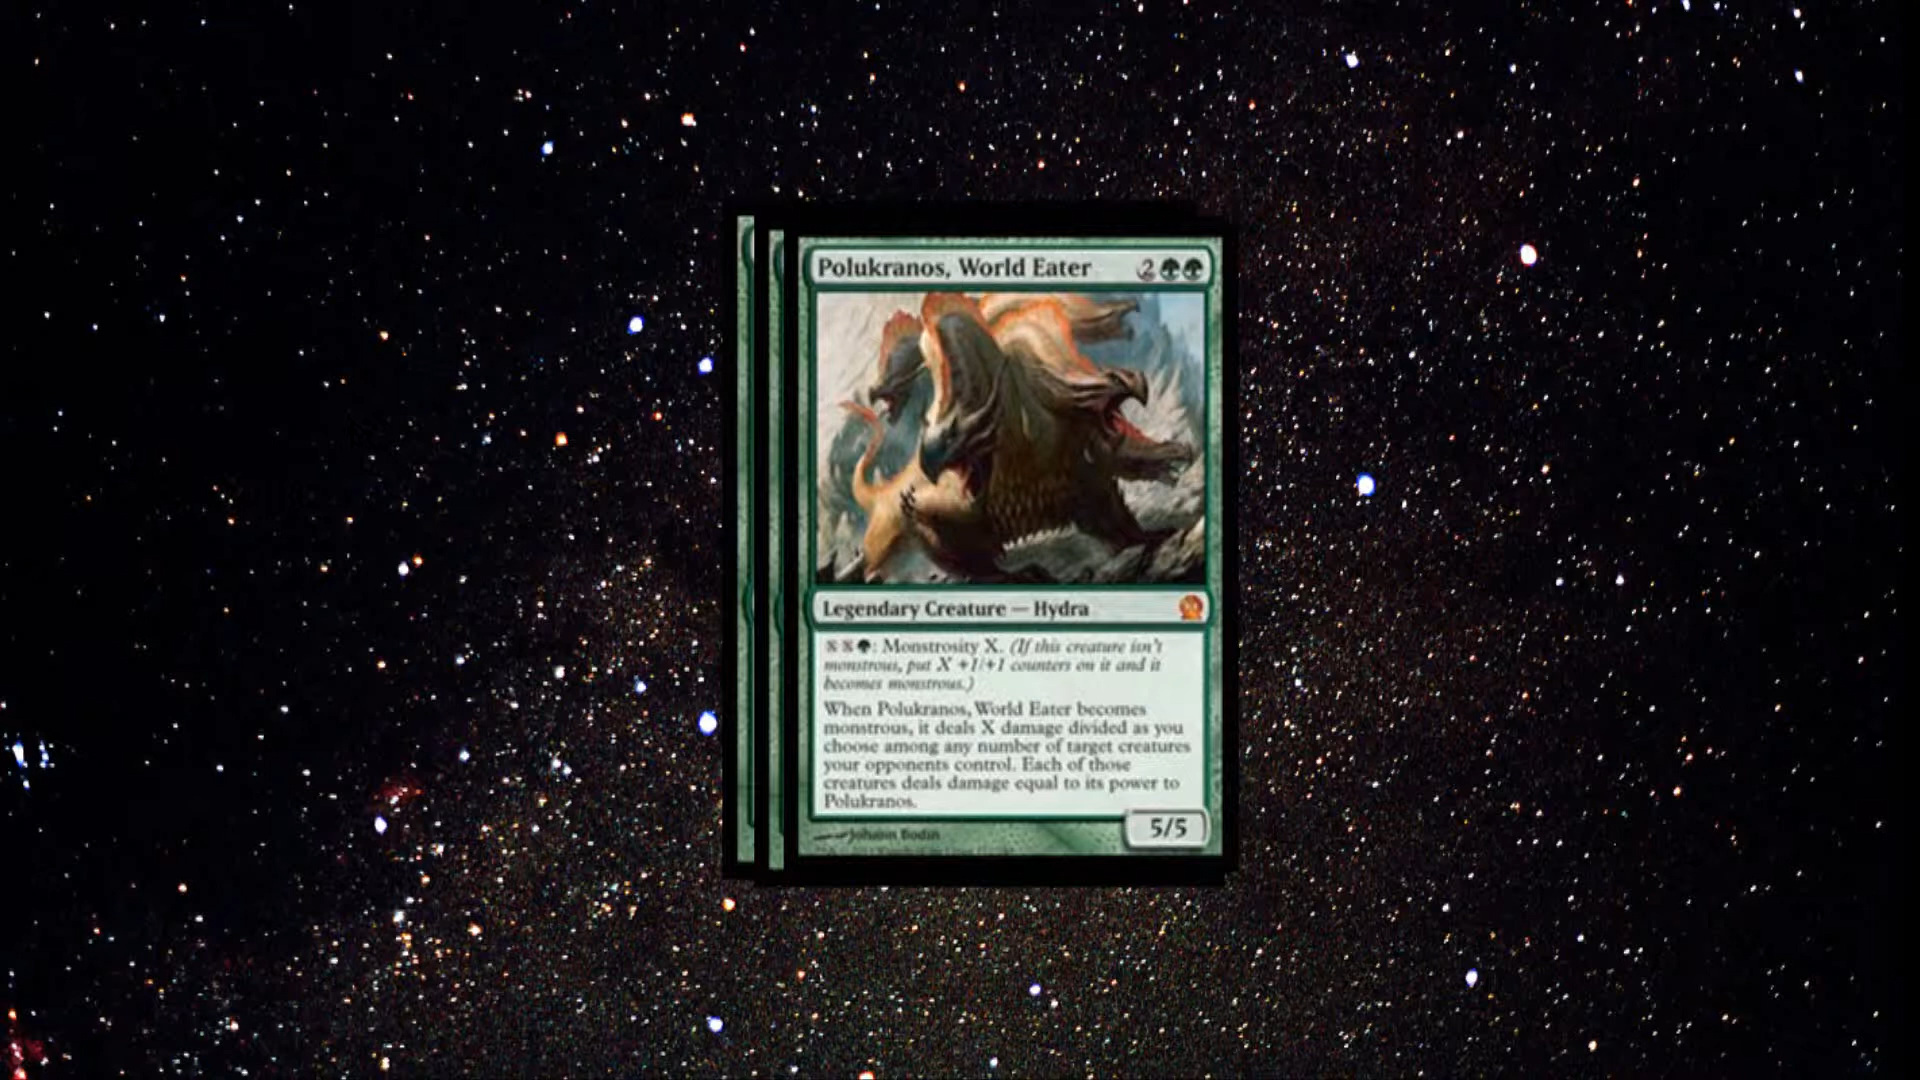 Polukranos, World Eater 2
Legendary Creature — Hydra
X X : Monstrosity X. (If this creature isn't
monstrous, put X +1/+1 counters on it and it
becomes monstrous.)
When Polukranos, World Eater becomes
monstrous, it deals X damage divided as you
choose among any number of target creatures
your opponents control. Each of those
creatures deals damage equal to its power to
Polukranos.
5/5
Johann Bodin